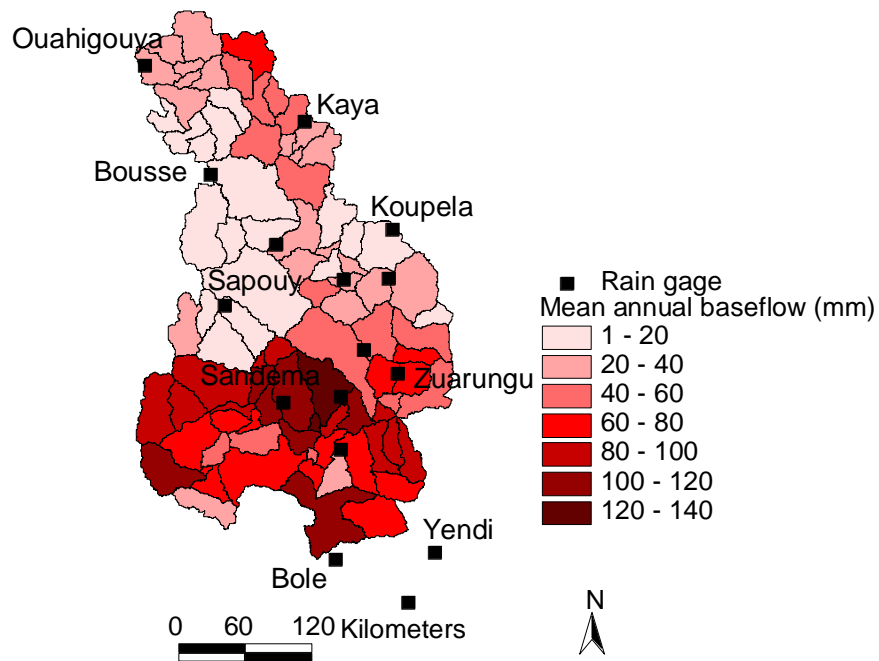 Ouahigouya
Kaya
Bousse
Koupela
Sapouy
Rain gage
Mean annual baseflow (mm)
1 - 20
20 - 40
40 - 60
60 - 80
80 - 100
100 - 120
120 - 140
Sandema
Zuarungu
Yendi
Bole
N
0 60 120
Kilometers